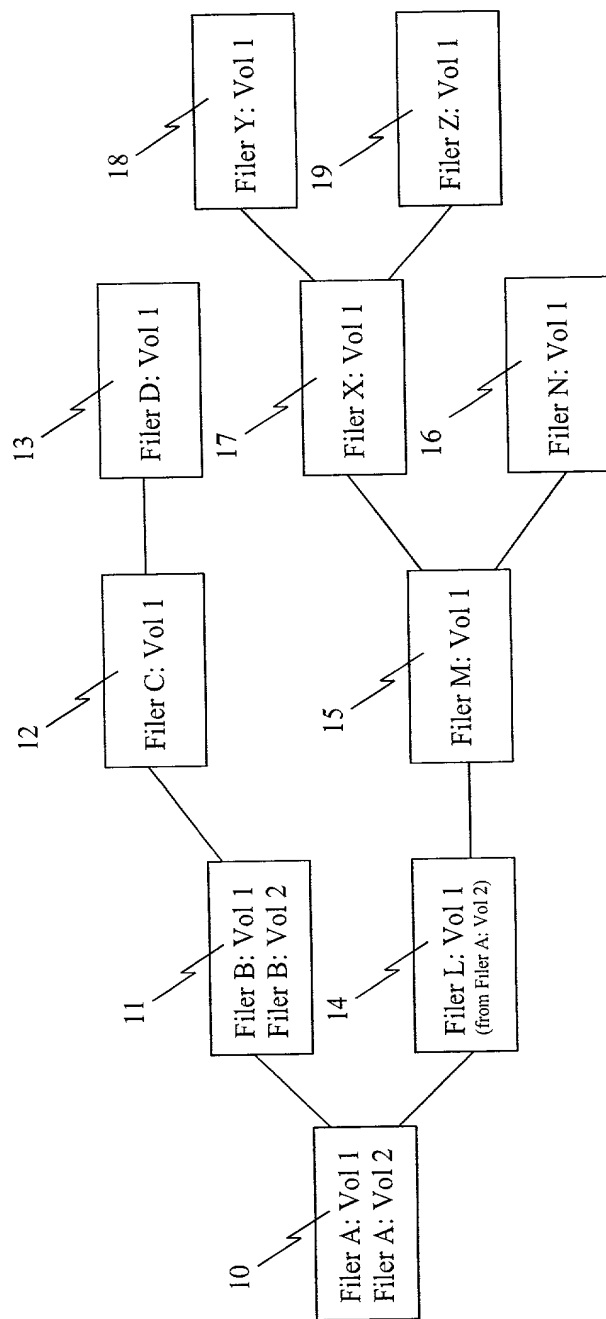 10
Filer A: Vol 1
Filer A: Vol 2
11
Filer B: Vol 1
Filer B: Vol 2
12
Filer C: Vol 1
13
Filer D: Vol 1
14
Filer L: Vol 1
(from Filer A: Vol 2)
15
Filer M: Vol 1
16
Filer N: Vol 1
17
Filer X: Vol 1
18
Filer Y: Vol 1
19
Filer Z: Vol 1